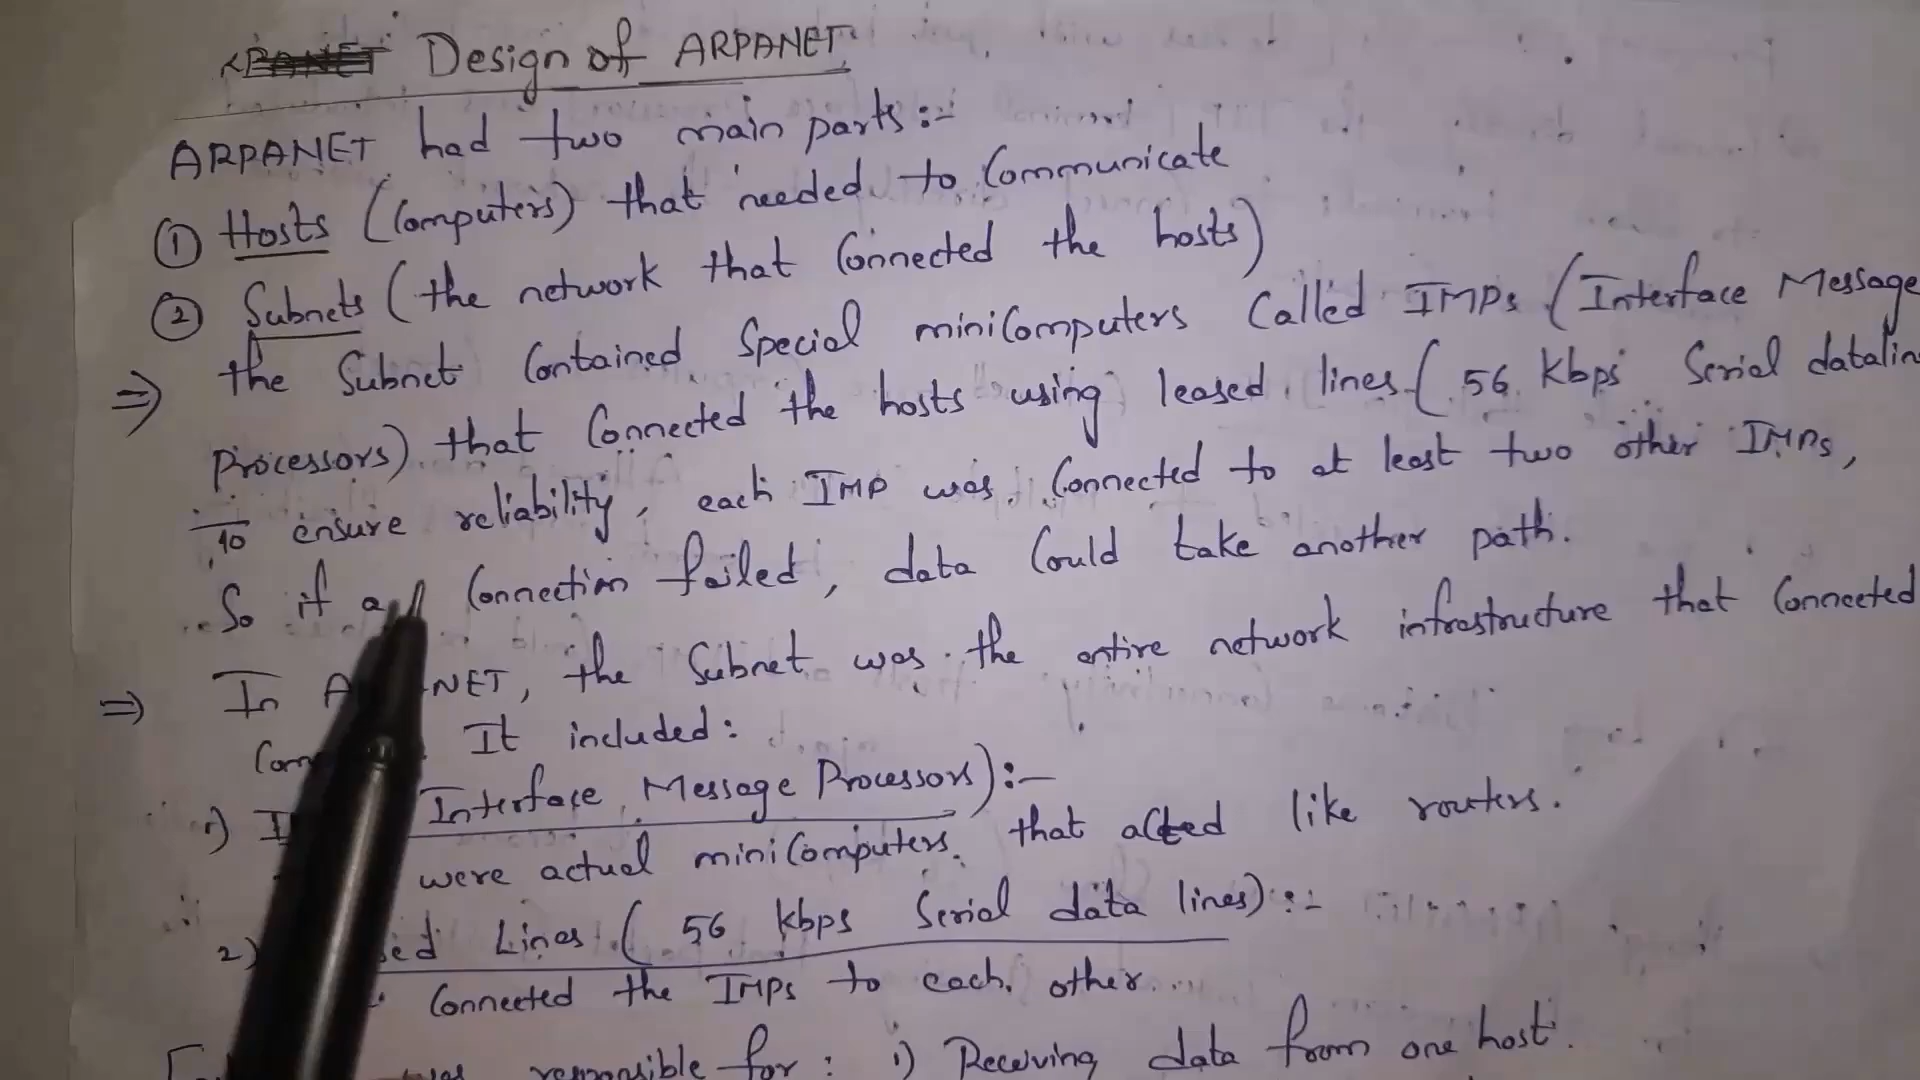 Design of ARPANET
ARPANET had two main parts:-
① Hosts (Computers) that needed to Communicate
② Subnets (the network that Connected the hosts)
⇒ the Subnet Contained Special miniComputers Called IMPs (Interface Message
Processors) that Connected the hosts using leased lines (56 Kbps Serial datalin
To ensure reliability, each IMP was Connected to at least two other IMPs,
So if a Connection failed, data Could take another path.
⇒ In NET, the Subnet was the entire network infrastructure that Connected
It included:
1) Interface Message Processors):-
were actual miniComputers that acted like routers.
2) Lines (56 kbps Serial data lines):-
Connected the IMPs to each other
responsible for: i) Receiving data from one host.